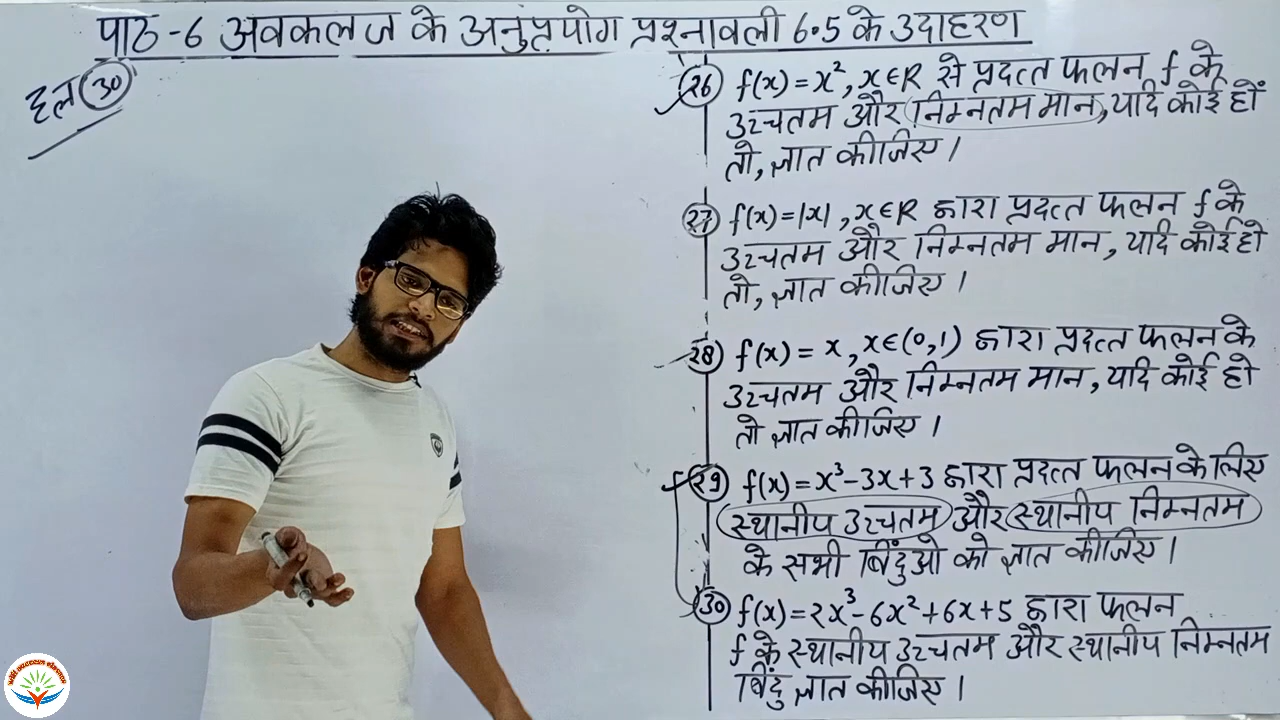 पाठ -6 अवकलज के अनुप्रयोग प्रश्नावली 6.5 के उदाहरण
हल 30
26 f(x) = x², x∈R से प्रदत्त फलन f के
उच्चतम और निम्नतम मान, यदि कोई हों
तो, ज्ञात कीजिए।
27 f(x) = |x|, x∈R द्वारा प्रदत्त फलन f के
उच्चतम और निम्नतम मान, यदि कोई हो
तो, ज्ञात कीजिए।
28 f(x) = x, x∈(0,1) द्वारा प्रदत्त फलन के
उच्चतम और निम्नतम मान, यदि कोई हो
तो ज्ञात कीजिए।
29 f(x) = x³-3x+3 द्वारा प्रदत्त फलन के लिए
स्थानीय उच्चतम और स्थानीय निम्नतम
के सभी बिंदुओ को ज्ञात कीजिए।
30 f(x)=2x³-6x²+6x+5 द्वारा फलन
f के स्थानीय उच्चतम और स्थानीय निम्नतम
बिंदु ज्ञात कीजिए।